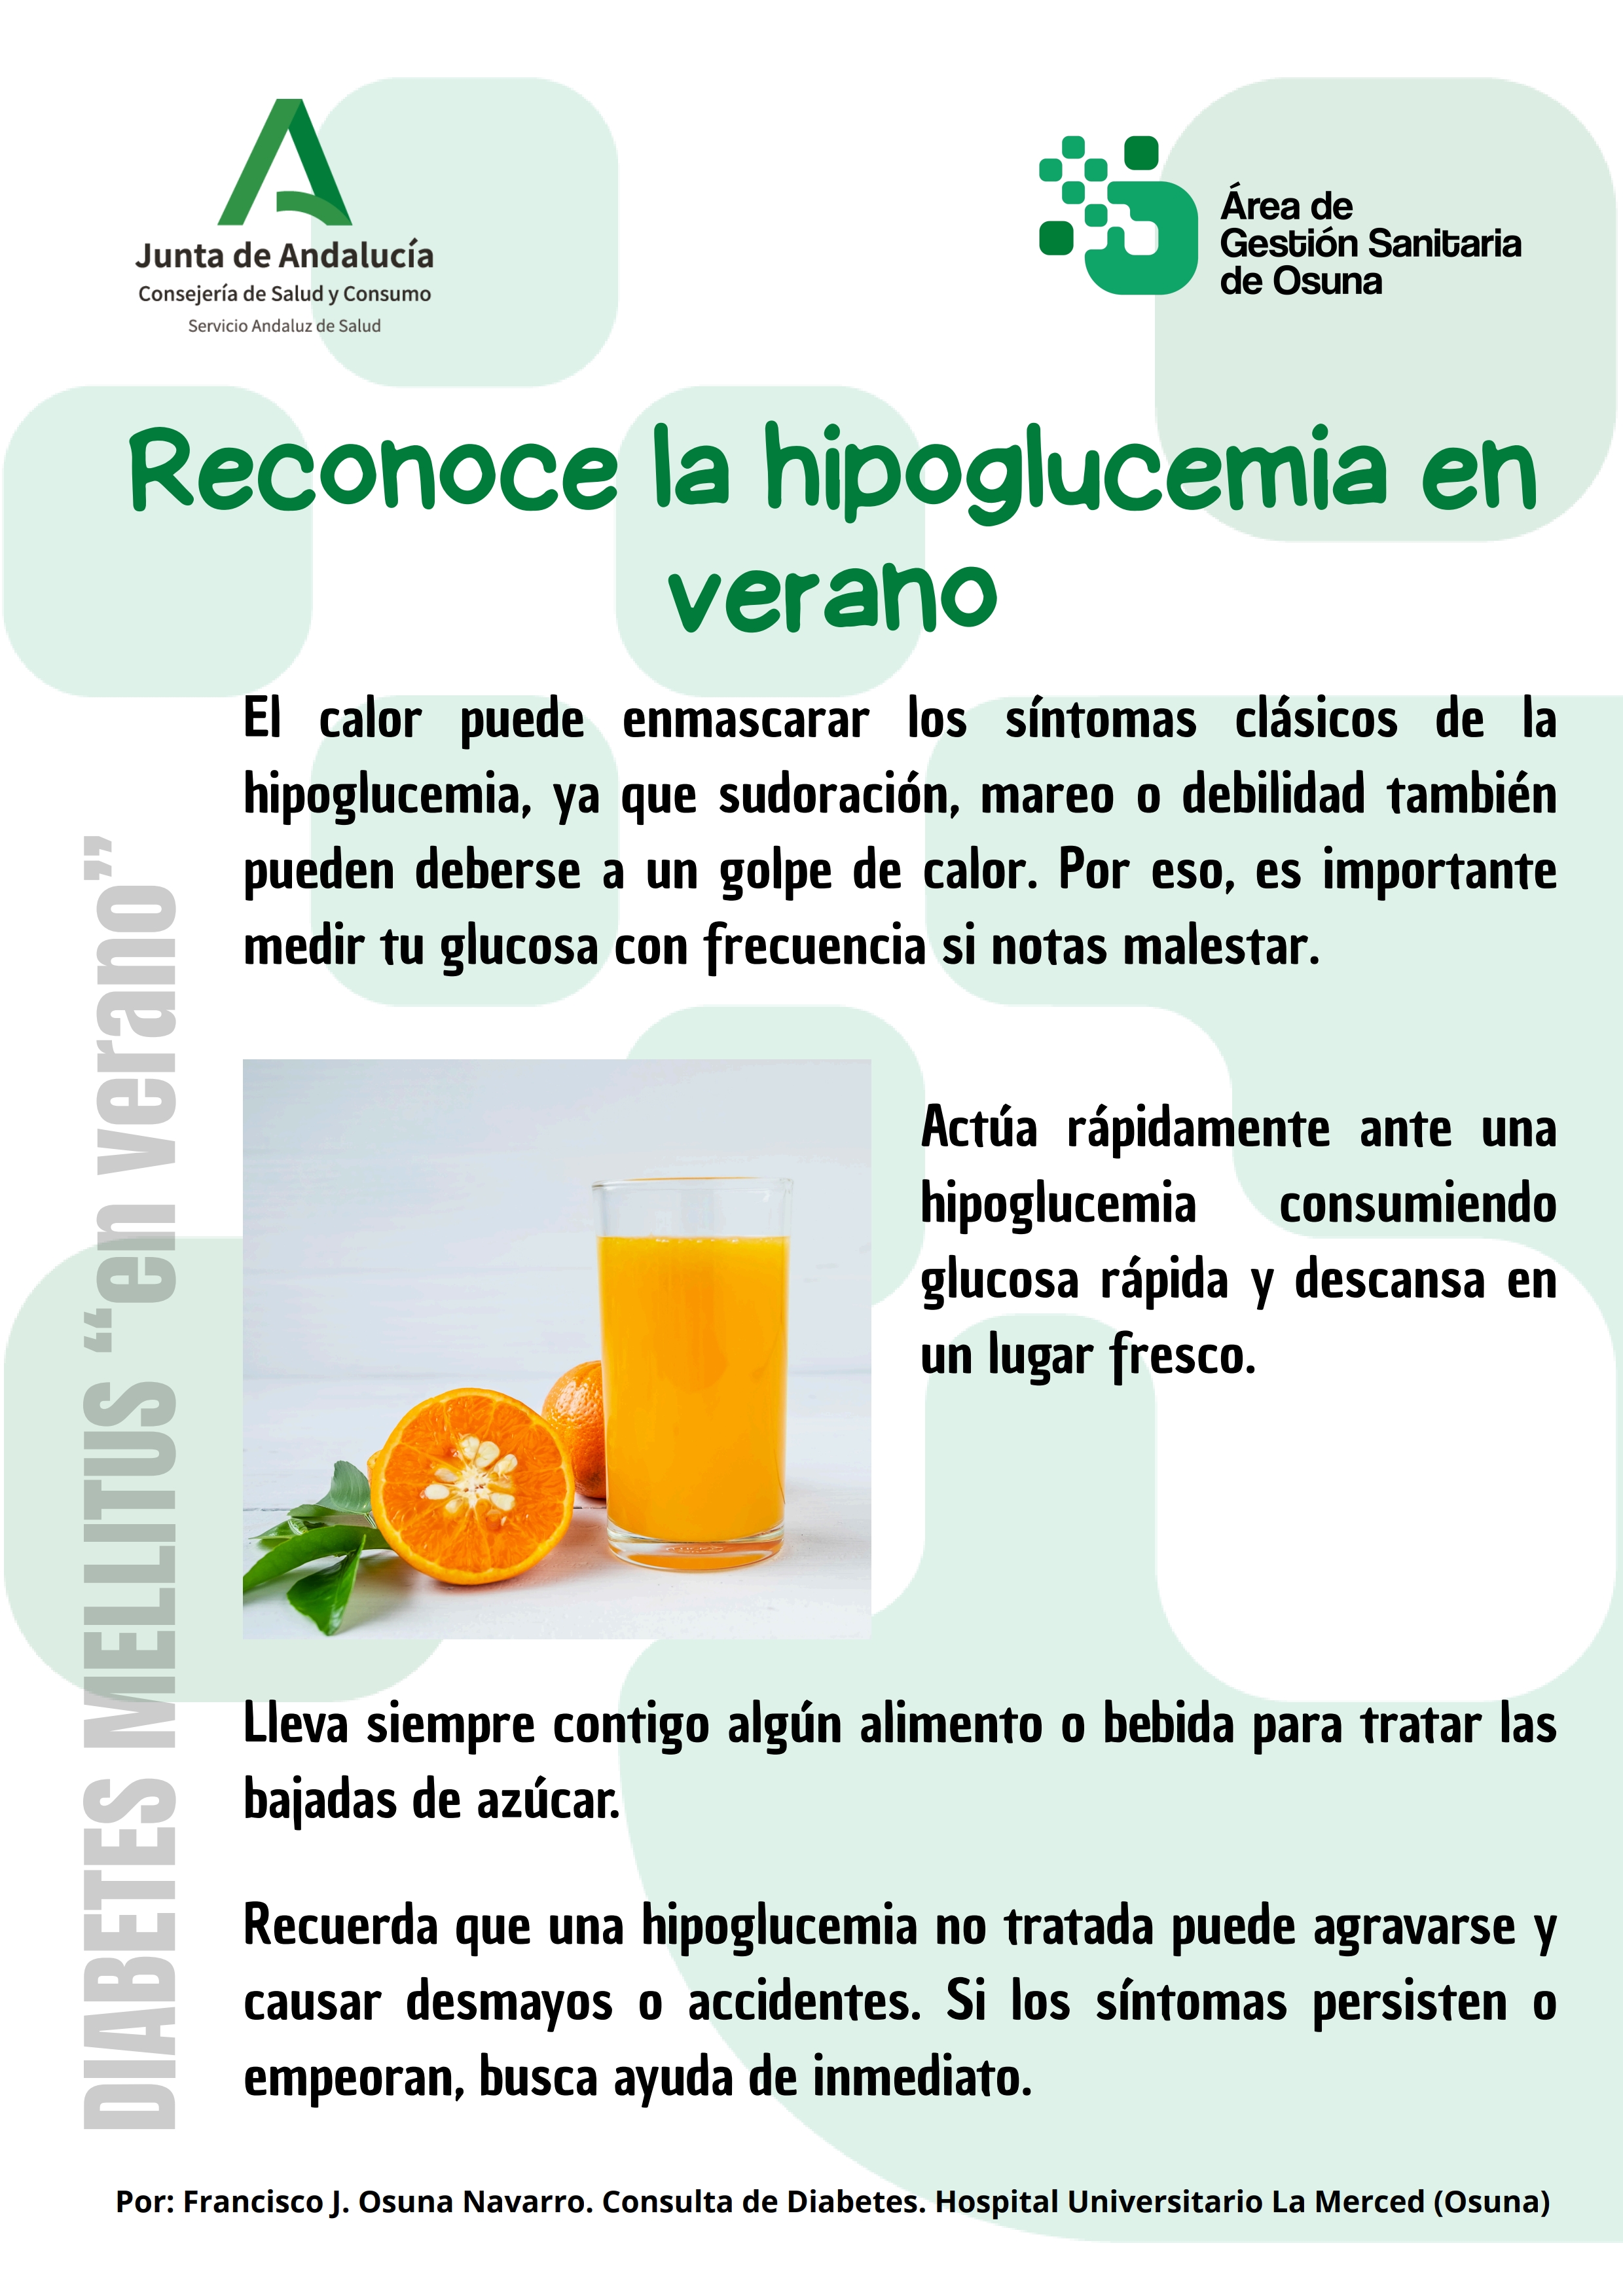 Junta de Andalucía
Consejería de Salud y Consumo
Servicio Andaluz de Salud
Área de
Gestión Sanitaria
de Osuna
Reconoce la hipoglucemia en
verano
El calor puede enmascarar los síntomas clásicos de la
hipoglucemia, ya que sudoración, mareo o debilidad también
pueden deberse a un golpe de calor. Por eso, es importante
medir tu glucosa con frecuencia si notas malestar.
DIABETES MELLITUS “en verano”
Actúa rápidamente ante una
hipoglucemia consumiendo
glucosa rápida y descansa en
un lugar fresco.
Lleva siempre contigo algún alimento o bebida para tratar las
bajadas de azúcar.
Recuerda que una hipoglucemia no tratada puede agravarse y
causar desmayos o accidentes. Si los síntomas persisten o
empeoran, busca ayuda de inmediato.
Por: Francisco J. Osuna Navarro. Consulta de Diabetes. Hospital Universitario La Merced (Osuna)